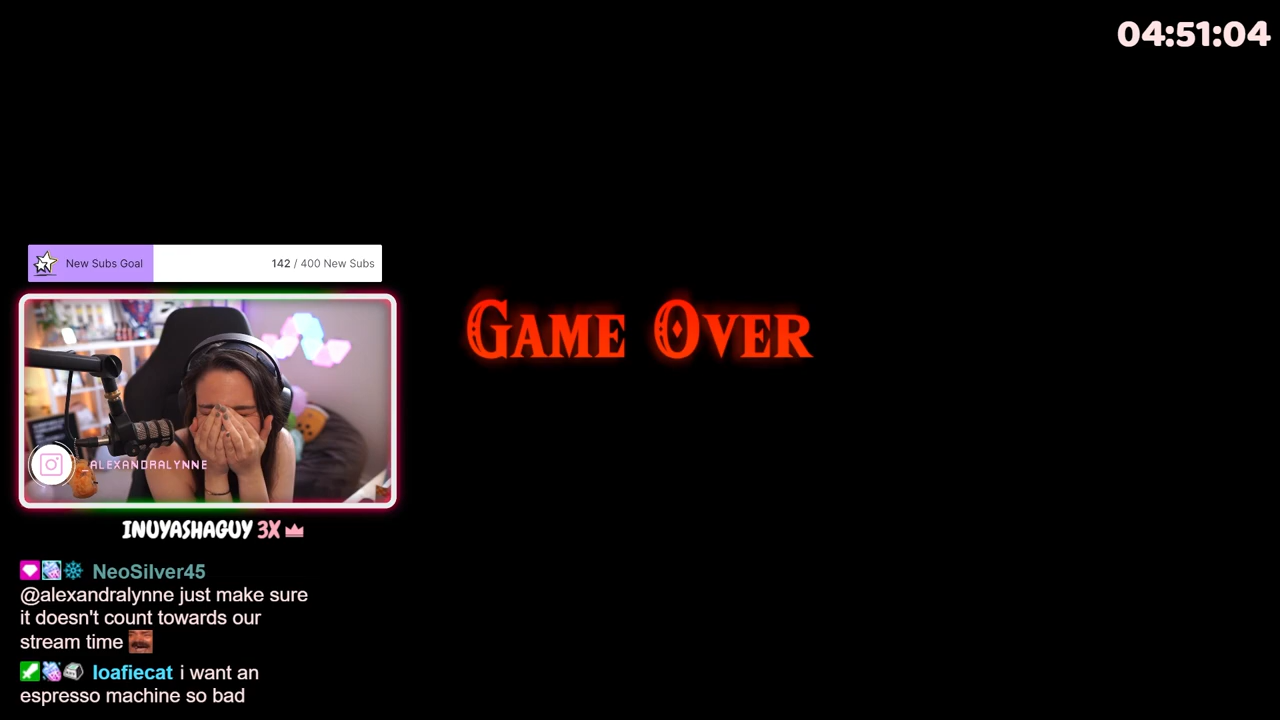 04:51:04
New Subs Goal 142 / 400 New Subs
GAME OVER
ALEXANDRALYNNE
INUYASHAGUY 3X
NeoSilver45
@alexandralynne just make sure
it doesn't count towards our
stream time
loafiecat i want an
espresso machine so bad